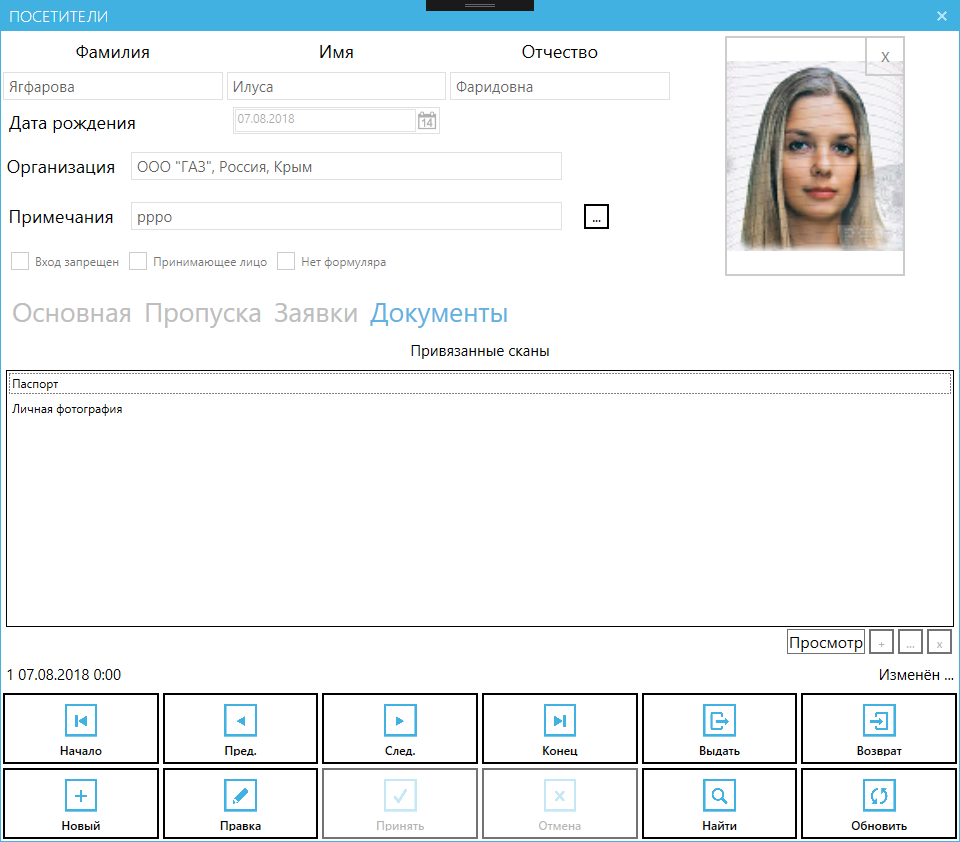 ПОСЕТИТЕЛИ
Фамилия Имя Отчество
X
Ягфарова Илуса Фаридовна
Дата рождения 07.08.2018 14
Организация ООО "ГАЗ", Россия, Крым
Примечания рppо ...
Вход запрещен Принимающее лицо Нет формуляра
Основная Пропуска Заявки Документы
Привязанные сканы
Паспорт
Личная фотография
Просмотр + ... x
1 07.08.2018 0:00 Изменён ...
Начало Пред. След. Конец Выдать Возврат
Новый Правка Принять Отмена Найти Обновить